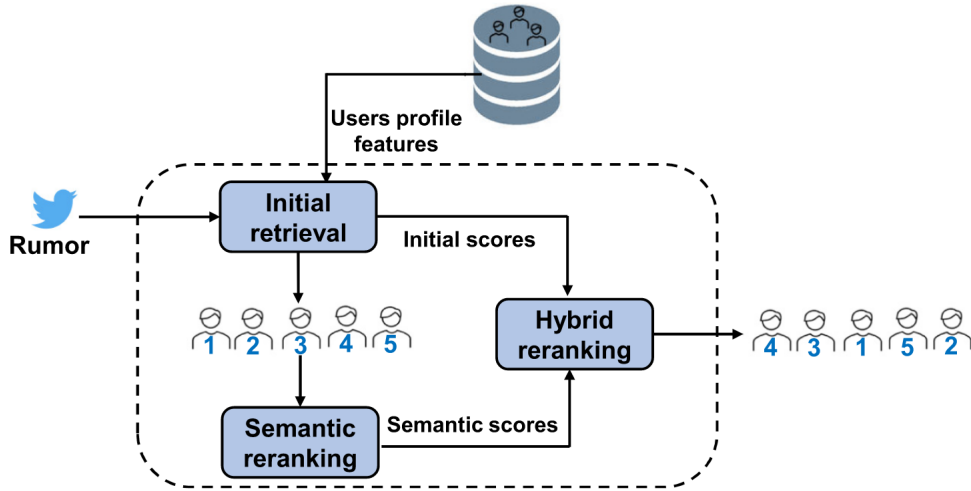 Users profile
features
Rumor
Initial
retrieval
Initial scores
1 2 3 4 5
Hybrid
reranking
4 3 1 5 2
Semantic
reranking
Semantic scores